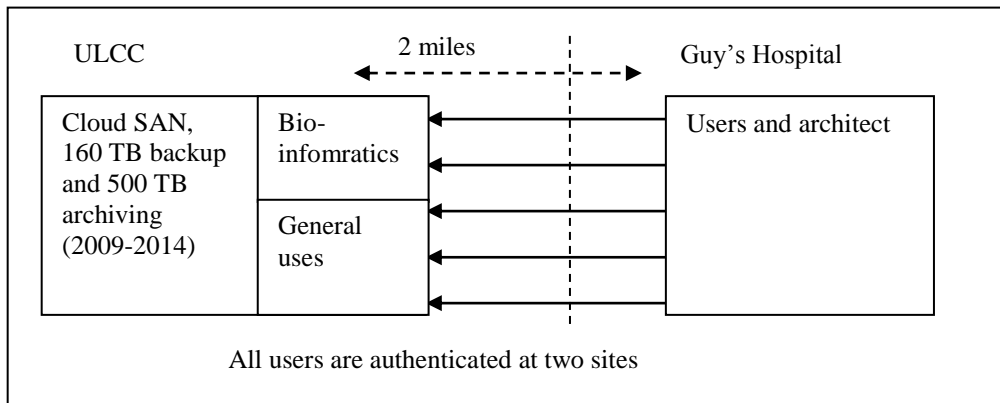 ULCC
2 miles
Guy's Hospital
Cloud SAN,
160 TB backup
and 500 TB
archiving
(2009-2014)
Bio-
infomratics
General
uses
Users and architect
All users are authenticated at two sites